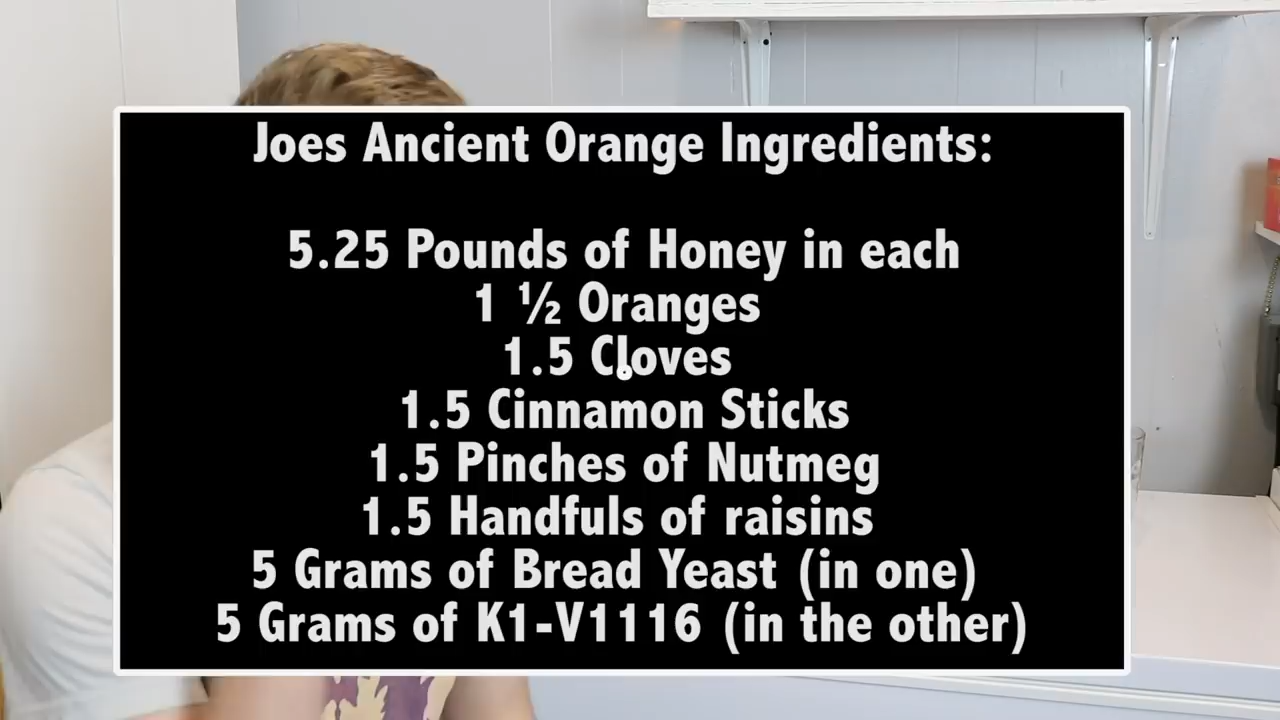 Joes Ancient Orange Ingredients:
5.25 Pounds of Honey in each
1 ½ Oranges
1.5 Cloves
1.5 Cinnamon Sticks
1.5 Pinches of Nutmeg
1.5 Handfuls of raisins
5 Grams of Bread Yeast (in one)
5 Grams of K1-V1116 (in the other)